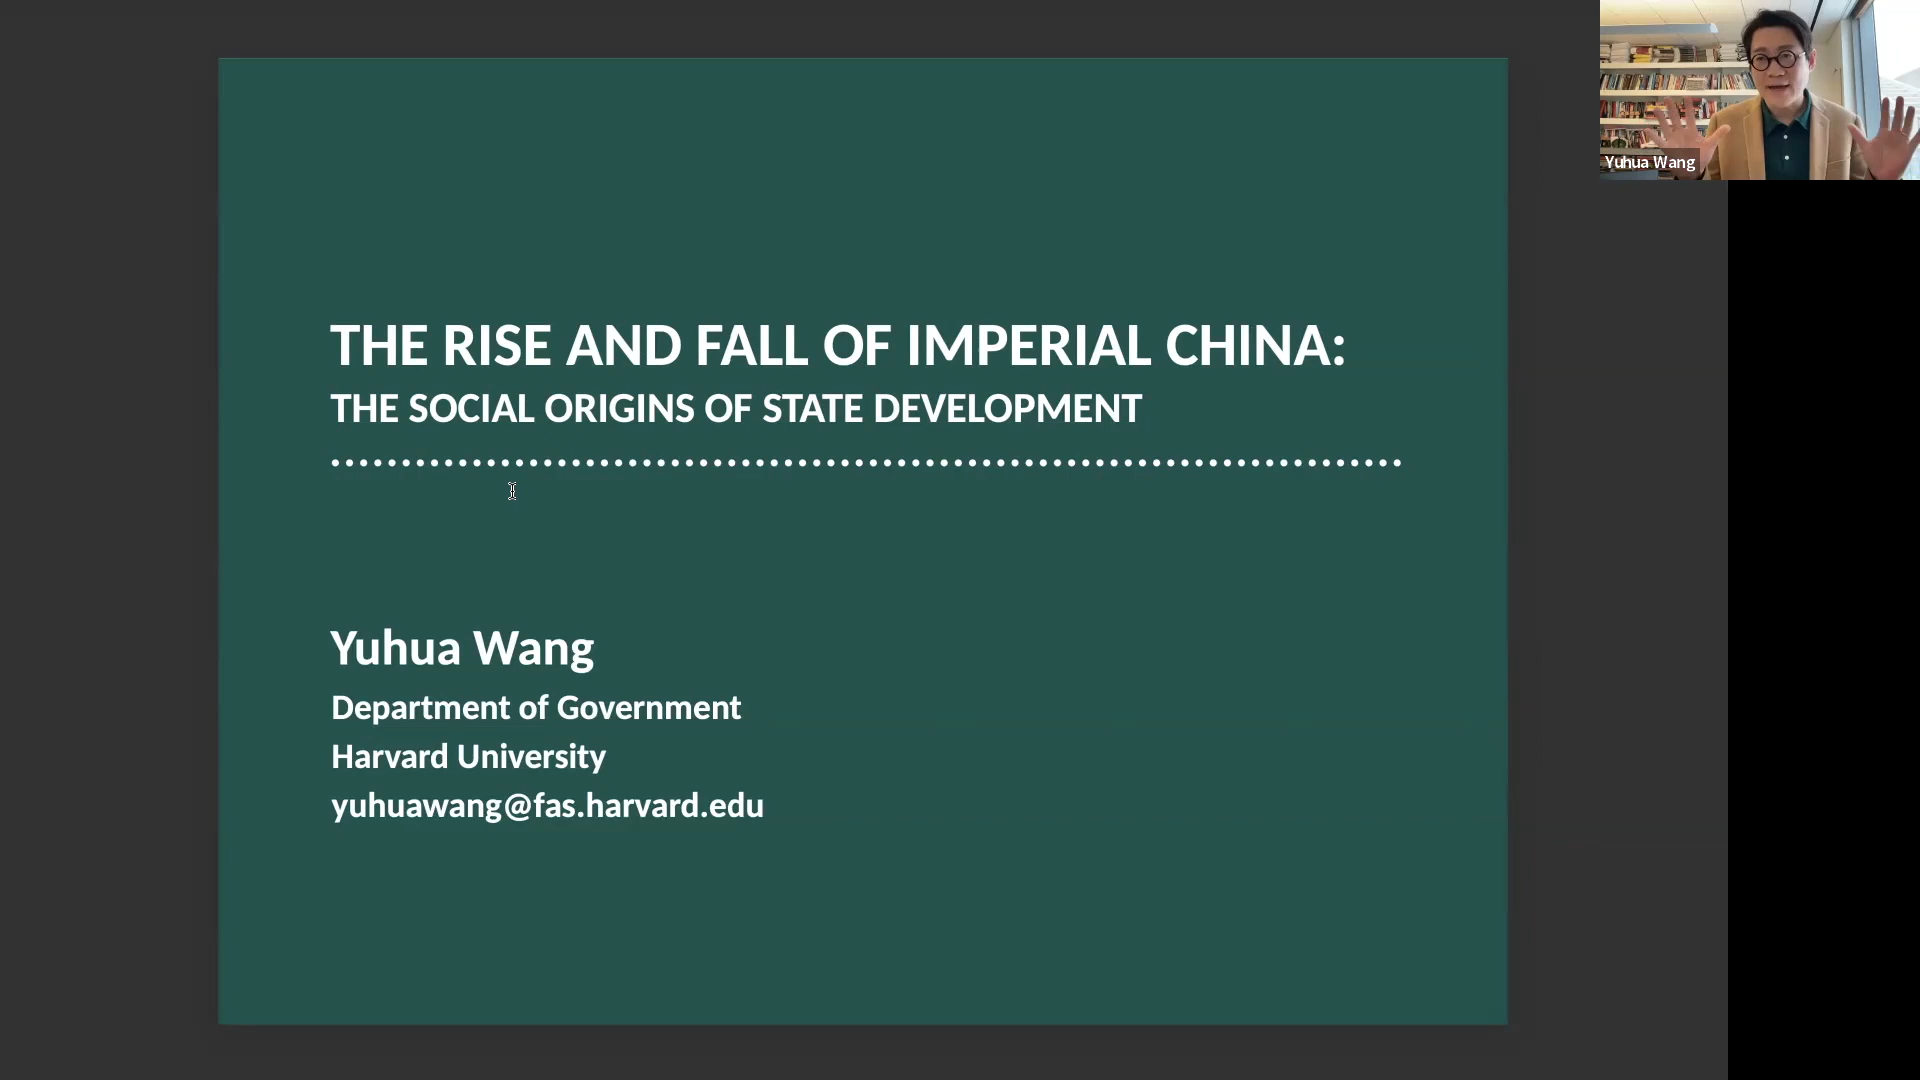 THE RISE AND FALL OF IMPERIAL CHINA:
THE SOCIAL ORIGINS OF STATE DEVELOPMENT
Yuhua Wang
Department of Government
Harvard University
yuhuawang@fas.harvard.edu
Yuhua Wang